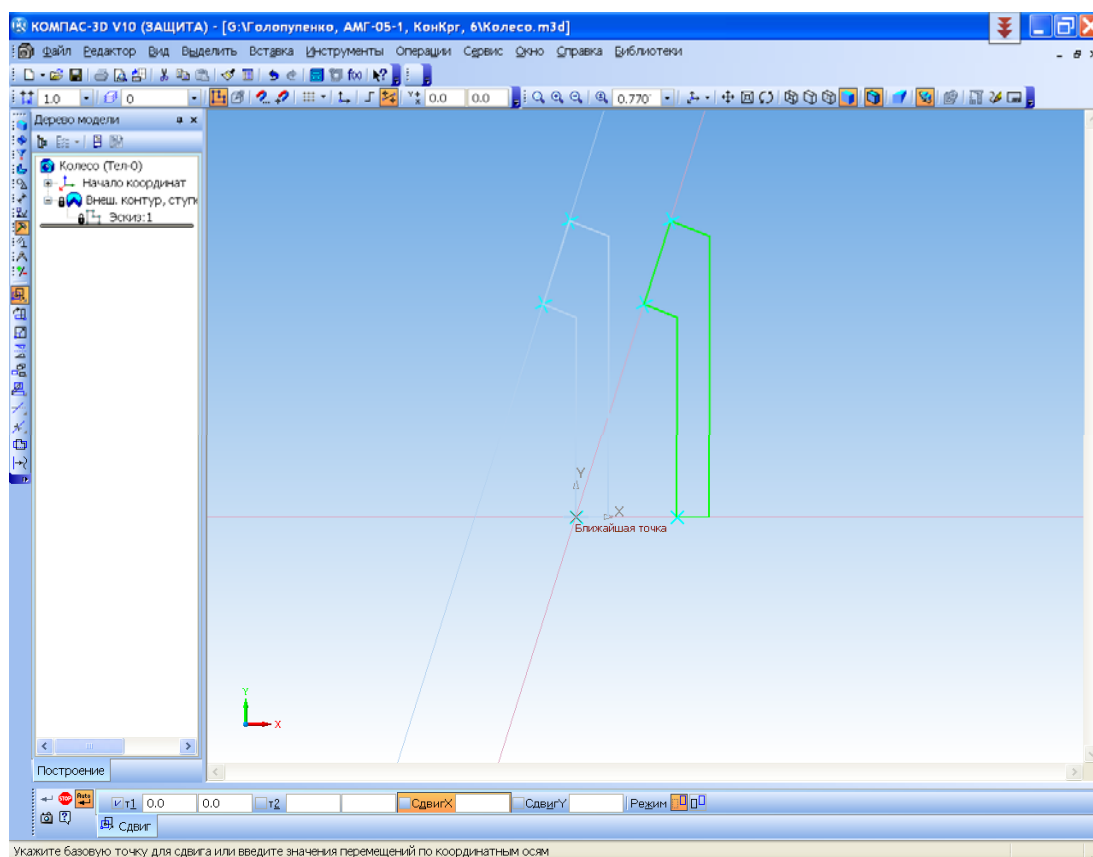 КОМПАС-3D V10 (ЗАЩИТА) - [G:\Голопупенко, АМГ-05-1, КонКрг, 6\Колесо.m3d]
Файл Редактор Вид Выделить Вставка Инструменты Операции Сервис Окно Справка Библиотеки
f(x)
1.0 0 0.0 0.0 0.770
Дерево модели
Колесо (Тел-0)
Начало координат
Внеш. контур, ступ
Эскиз:1
Y
X
Ближайшая точка
Y
X
Построение
STOP Auto т1 0.0 0.0 т2 СдвигX СдвигY Режим
Сдвиг
Укажите базовую точку для сдвига или введите значения перемещений по координатным осям